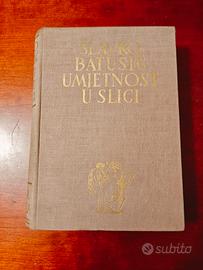 SLAVKO
BATUŠIĆ
UMJETNOST
U SLICI
subito